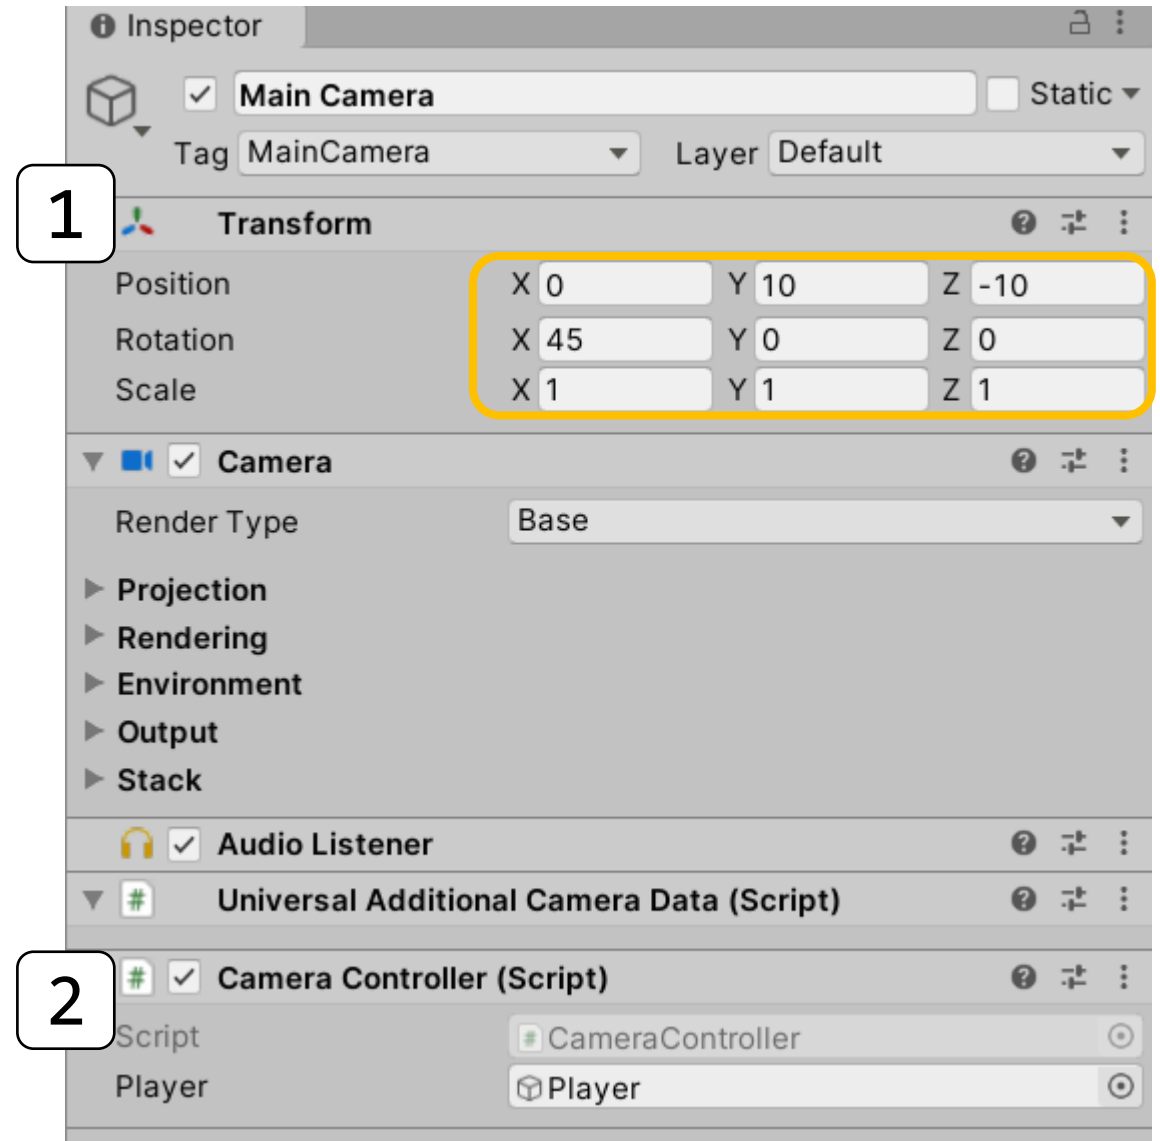 Inspector
Main Camera
Static
Tag MainCamera Layer Default
1
Transform
Position X 0 Y 10 Z -10
Rotation X 45 Y 0 Z 0
Scale X 1 Y 1 Z 1
Camera
Render Type Base
Projection
Rendering
Environment
Output
Stack
Audio Listener
# Universal Additional Camera Data (Script)
2
# Camera Controller (Script)
Script # CameraController
Player Player